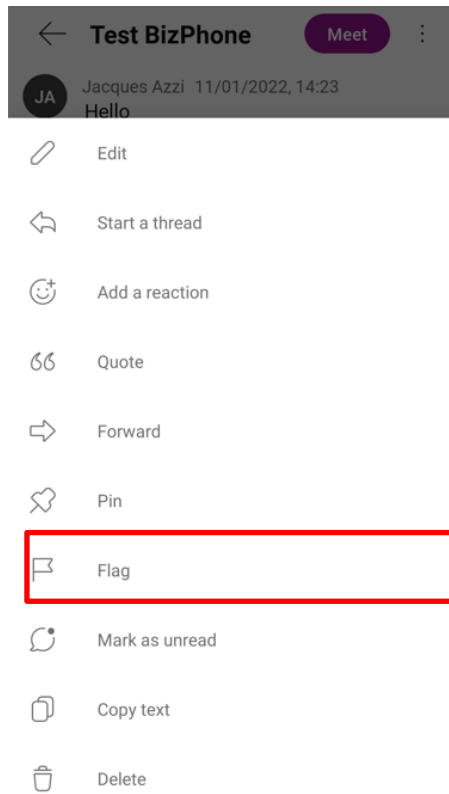 Test BizPhone Meet
JA Jacques Azzi 11/01/2022, 14:23
Hello
Edit
Start a thread
Add a reaction
Quote
Forward
Pin
Flag
Mark as unread
Copy text
Delete